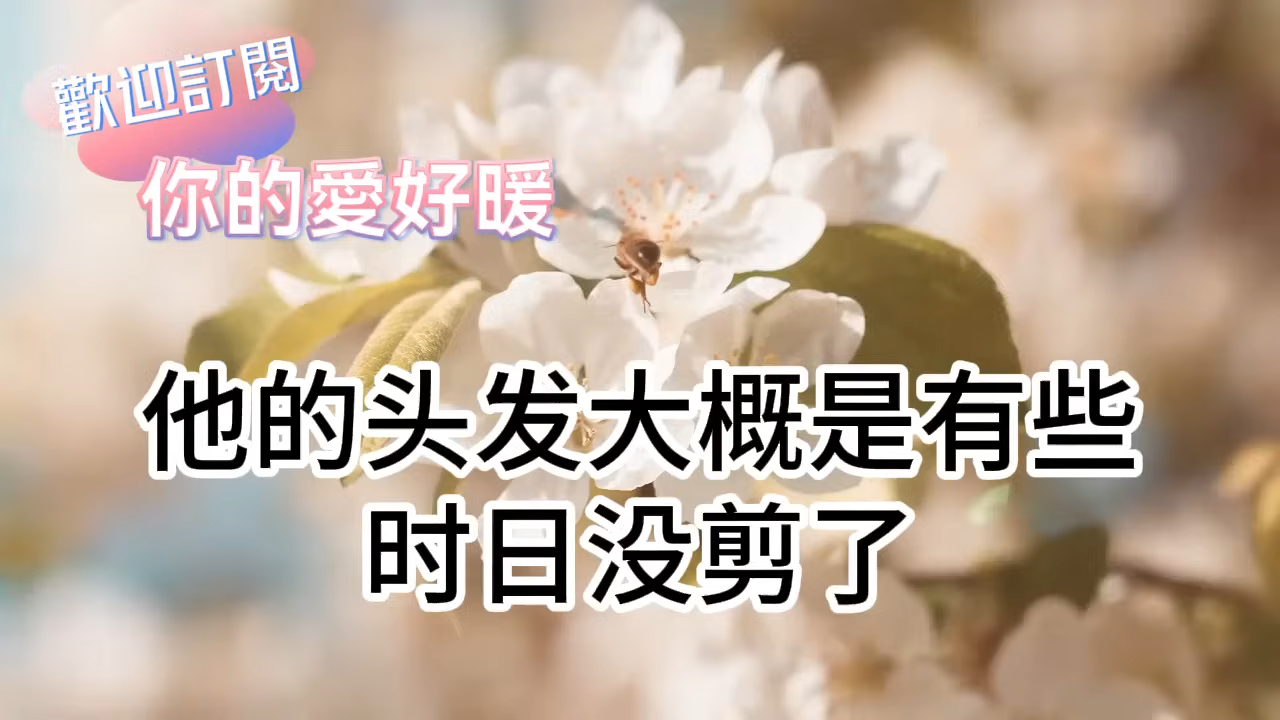 歡迎訂閱
你的愛好暖
他的头发大概是有些
时日没剪了